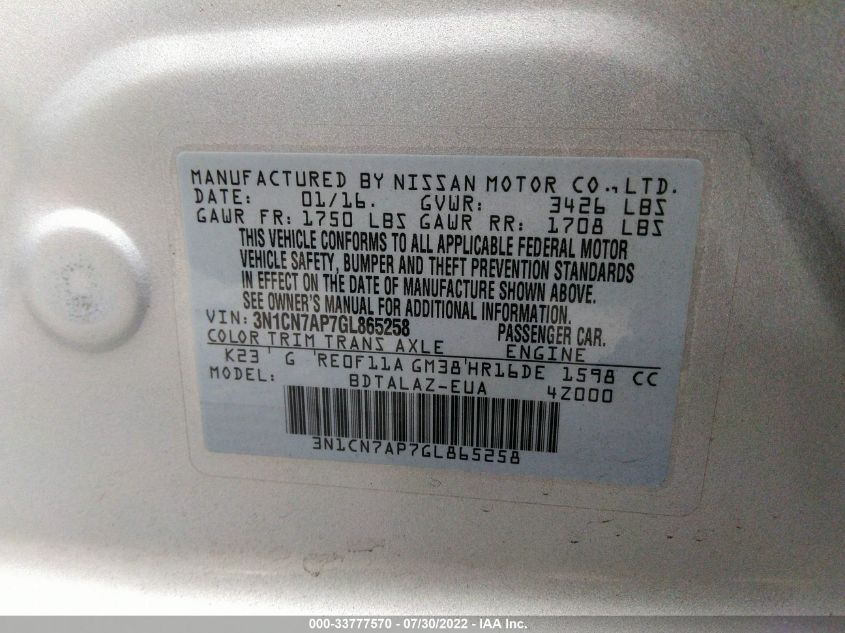 MANUFACTURED BY NISSAN MOTOR CO.,LTD.
DATE: 01/16. GVWR: 3426 LBS
GAWR FR: 1750 LBS GAWR RR: 1708 LBS
THIS VEHICLE CONFORMS TO ALL APPLICABLE FEDERAL MOTOR
VEHICLE SAFETY, BUMPER AND THEFT PREVENTION STANDARDS
IN EFFECT ON THE DATE OF MANUFACTURE SHOWN ABOVE.
SEE OWNER'S MANUAL FOR ADDITIONAL INFORMATION.
VIN: 3N1CN7AP7GL865258 PASSENGER CAR.
COLOR TRIM TRANS AXLE ENGINE
K23 ' G 'RE0F11A GM38'HR16DE 1598 CC
MODEL: BDTALAZ-EUA 4Z000
3N1CN7AP7GL865258
000-33777570 - 07/30/2022 - IAA Inc.